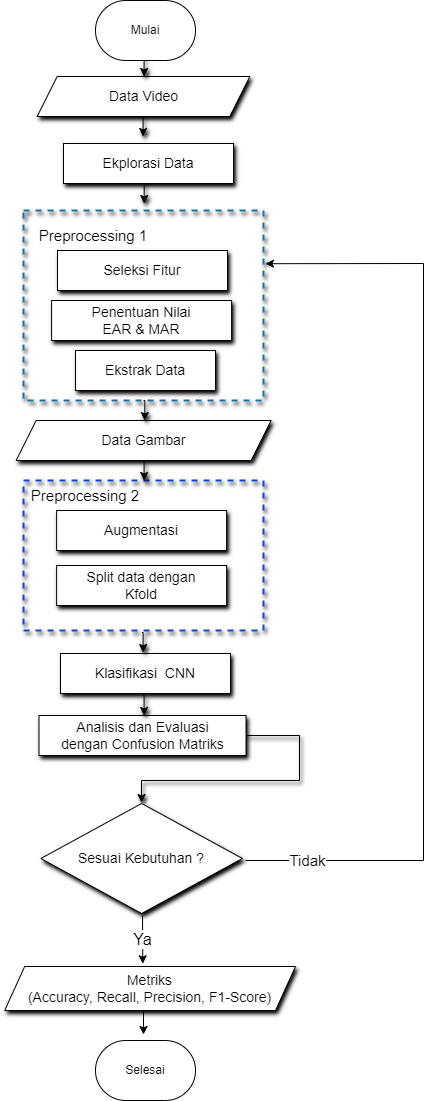 Mulai
Data Video
Ekplorasi Data
Preprocessing 1
Seleksi Fitur
Penentuan Nilai
EAR & MAR
Ekstrak Data
Data Gambar
Preprocessing 2
Augmentasi
Split data dengan
Kfold
Klasifikasi CNN
Analisis dan Evaluasi
dengan Confusion Matriks
Sesuai Kebutuhan ?
Tidak
Ya
Metriks
(Accuracy, Recall, Precision, F1-Score)
Selesai